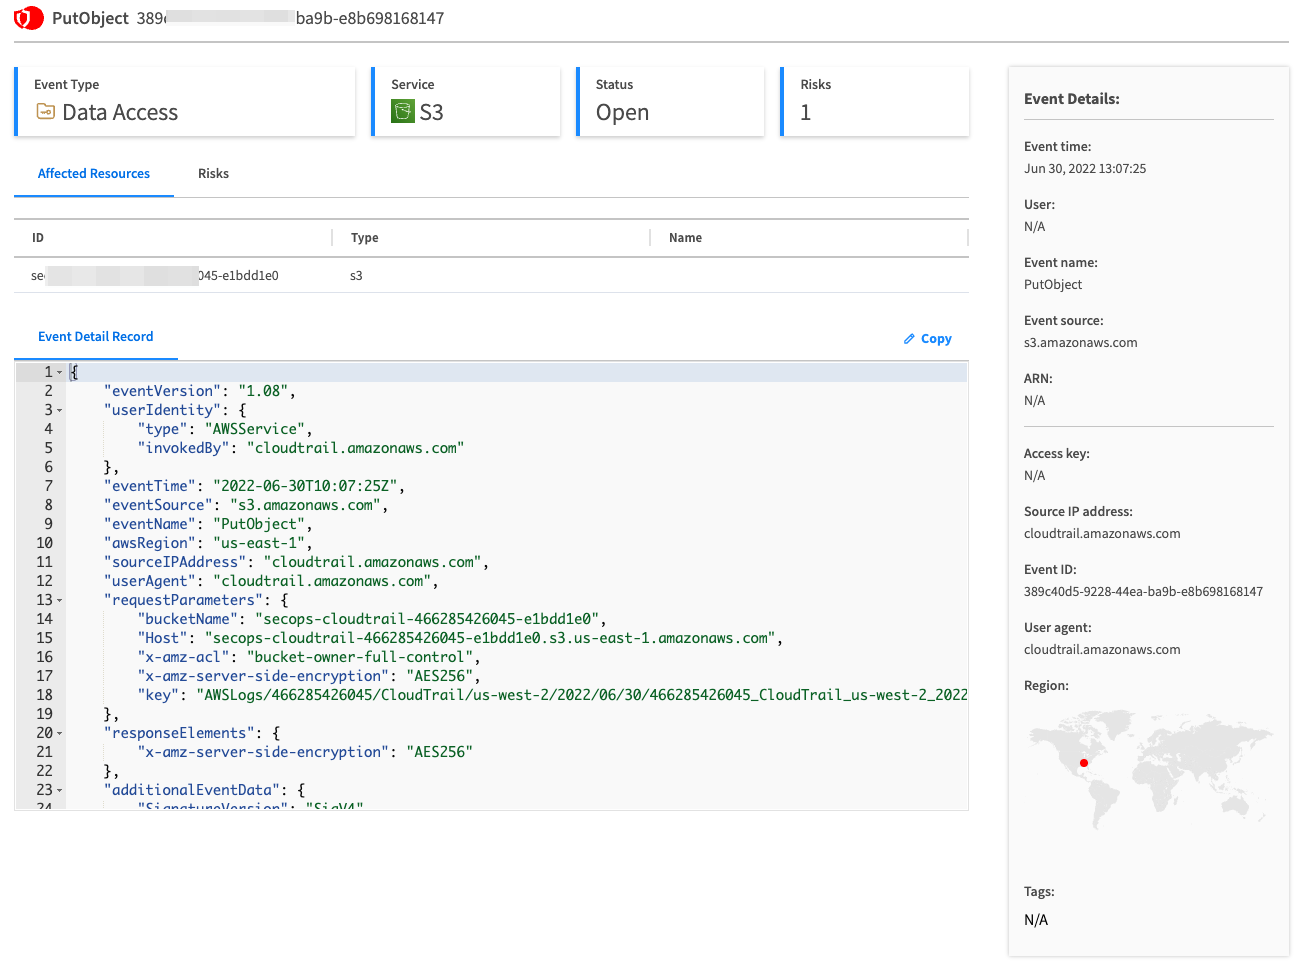 PutObject 389 ba9b-e8b698168147
Event Type
Data Access
Service
S3
Status
Open
Risks
1
Affected Resources
Risks
ID
Type
Name
se 045-e1bdd1e0
s3
Event Detail Record
Copy
1 {
2 "eventVersion": "1.08",
3 "userIdentity": {
4 "type": "AWSService",
5 "invokedBy": "cloudtrail.amazonaws.com"
6 },
7 "eventTime": "2022-06-30T10:07:25Z",
8 "eventSource": "s3.amazonaws.com",
9 "eventName": "PutObject",
10 "awsRegion": "us-east-1",
11 "sourceIPAddress": "cloudtrail.amazonaws.com",
12 "userAgent": "cloudtrail.amazonaws.com",
13 "requestParameters": {
14 "bucketName": "secops-cloudtrail-466285426045-e1bdd1e0",
15 "Host": "secops-cloudtrail-466285426045-e1bdd1e0.s3.us-east-1.amazonaws.com",
16 "x-amz-acl": "bucket-owner-full-control",
17 "x-amz-server-side-encryption": "AES256",
18 "key": "AWSLogs/466285426045/CloudTrail/us-west-2/2022/06/30/466285426045_CloudTrail_us-west-2_2022
19 },
20 "responseElements": {
21 "x-amz-server-side-encryption": "AES256"
22 },
23 "additionalEventData": {
24 "SignatureVersion": "SigV4"
Event Details:
Event time:
Jun 30, 2022 13:07:25
User:
N/A
Event name:
PutObject
Event source:
s3.amazonaws.com
ARN:
N/A
Access key:
N/A
Source IP address:
cloudtrail.amazonaws.com
Event ID:
389c40d5-9228-44ea-ba9b-e8b698168147
User agent:
cloudtrail.amazonaws.com
Region:
Tags:
N/A